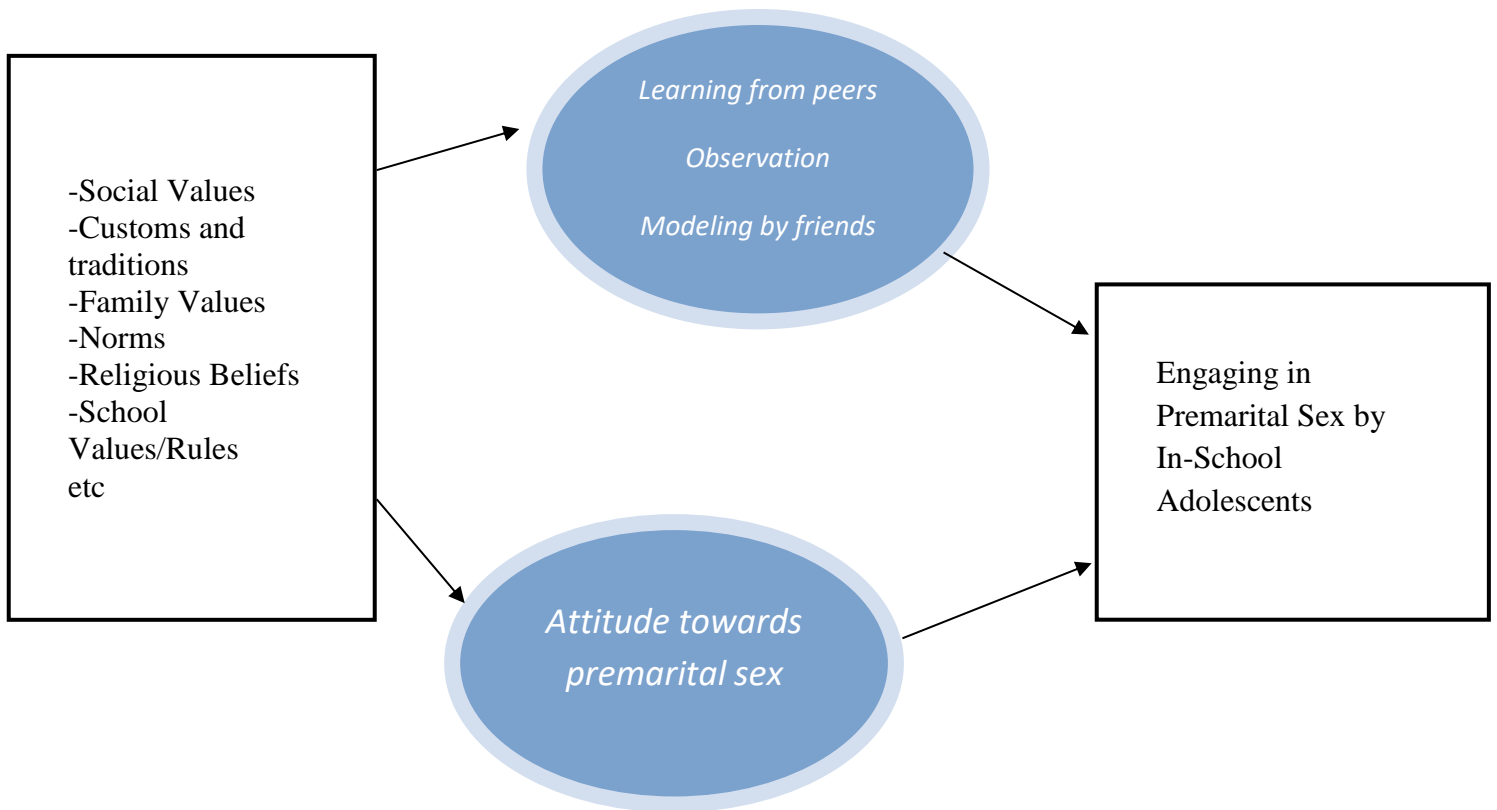 Learning from peers
Observation
Modeling by friends
-Social Values
-Customs and
traditions
-Family Values
-Norms
-Religious Beliefs
-School
Values/Rules
etc
Engaging in
Premarital Sex by
In-School
Adolescents
Attitude towards
premarital sex